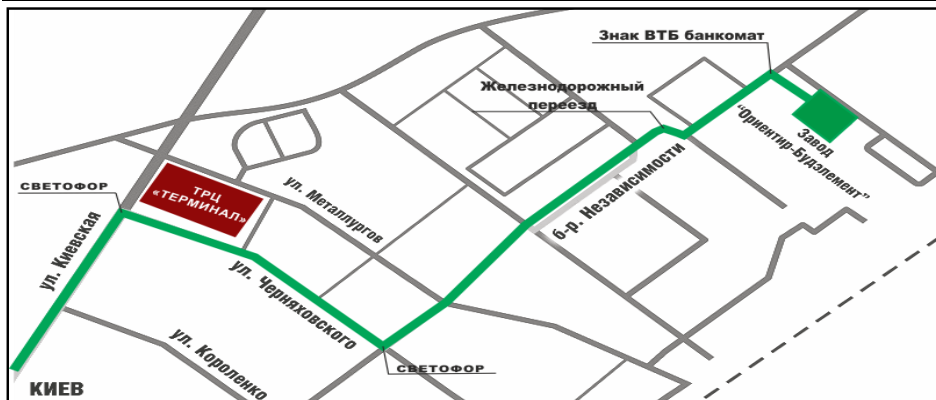 Знак ВТБ банкомат
Железнодорожный
переезд
"Ориентир-Будэлемент"
Завод
ТРЦ
«ТЕРМИНАЛ»
СВЕТОФОР
ул. Металлургов
б-р. Независимости
ул. Киевская
ул. Черняховского
ул. Короленко
СВЕТОФОР
КИЕВ